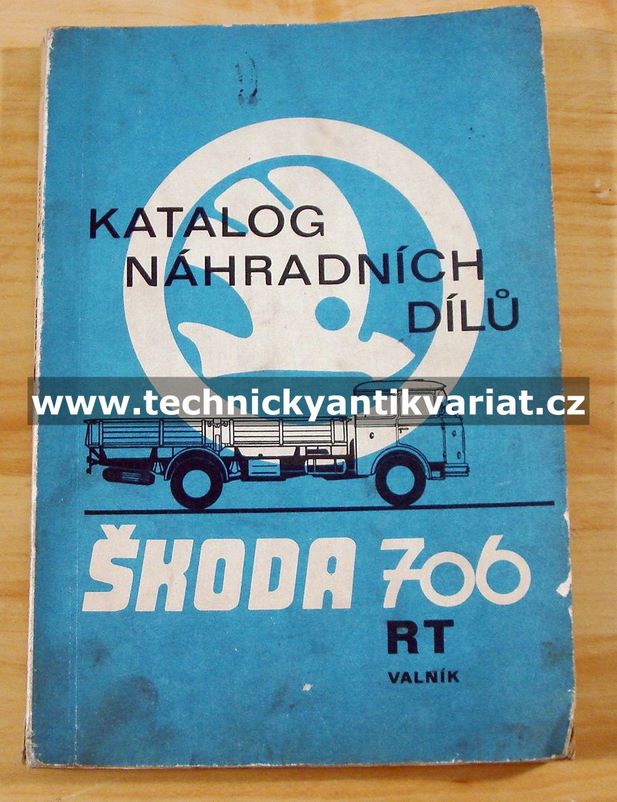 KATALOG
NÁHRADNÍCH
DÍLŮ
www.technickyantikvariat.cz
ŠKODA 706
RT
VALNÍK